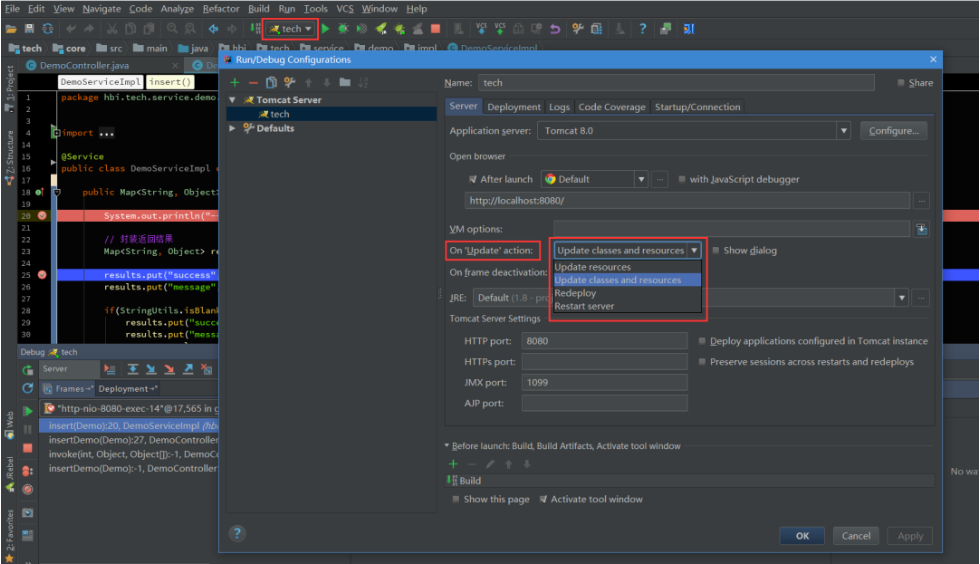 File Edit View Navigate Code Analyze Refactor Build Run Tools VCS Window Help
tech
VCS VCS
tech core src main java hbi tech service demo impl DemoServiceImpl
DemoController.java
DemoServiceImpl insert()
1: Project
Z: Structure
Web
JRebel
2: Favorites
1 package hbi.tech.service.demo.
2
3
4 import ...
14
15 @Service
16 public class DemoServiceImpl
17
18 public Map<String, Object>
19
20 System.out.println("--
21
22 // 封装返回结果
23 Map<String, Object> re
24
25 results.put("success"
26 results.put("message"
27
28 if(StringUtils.isBlank
29 results.put("succe
30 results.put("messa
Debug tech
Server
Frames Deployment
"http-nio-8080-exec-14"@17,565 in g
insert(Demo):20, DemoServiceImpl (hb
insertDemo(Demo):27, DemoController
invoke(int, Object, Object[]):-1, DemoC
insertDemo(Demo):-1, DemoController
No wa
Run/Debug Configurations
Tomcat Server
tech
Defaults
Name: tech
Share
Server Deployment Logs Code Coverage Startup/Connection
Application server: Tomcat 8.0 Configure...
Open browser
After launch Default ... with JavaScript debugger
http://localhost:8080/ ...
VM options:
On 'Update' action: Update classes and resources Show dialog
Update resources
On frame deactivation: Update classes and resources
Redeploy
JRE: Default (1.8 - pro ...
Restart server
Tomcat Server Settings
HTTP port: 8080 Deploy applications configured in Tomcat instance
HTTPs port: Preserve sessions across restarts and redeploys
JMX port: 1099
AJP port:
Before launch: Build, Build Artifacts, Activate tool window
Build
Show this page Activate tool window
? OK Cancel Apply